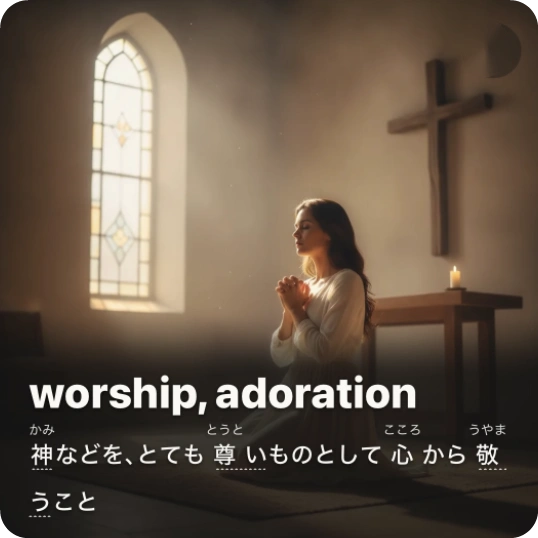 worship, adoration
かみ とうと こころ うやま
神などを、とても尊いものとして心から敬
うこと